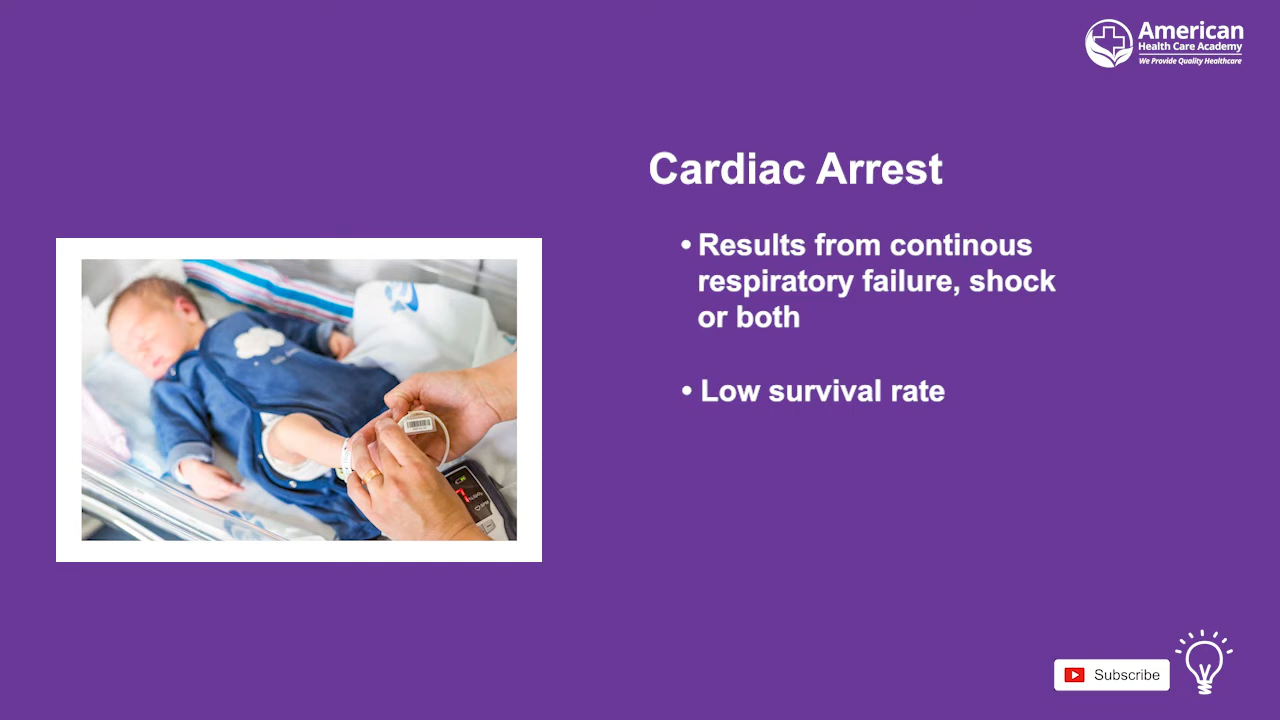 American
Health Care Academy
We Provide Quality Healthcare
Cardiac Arrest
• Results from continous
respiratory failure, shock
or both
• Low survival rate
Subscribe